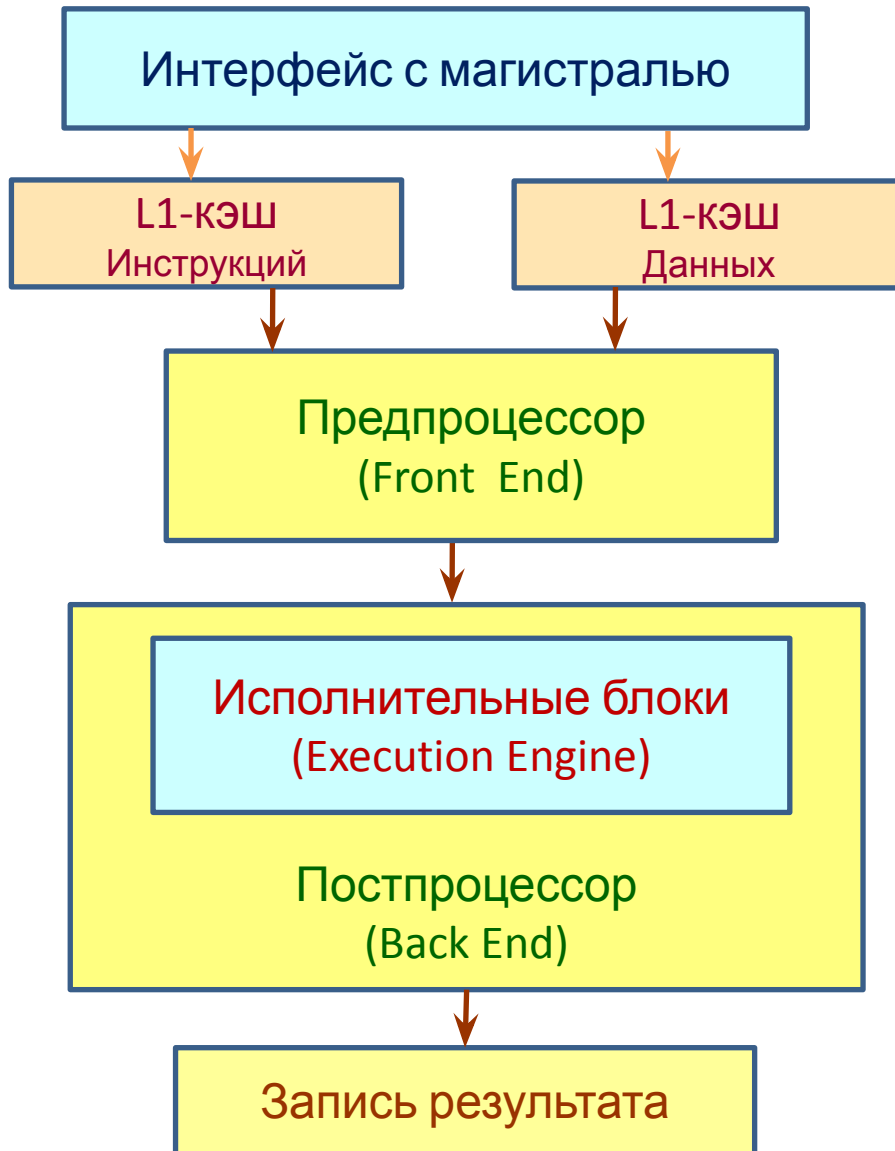 Интерфейс с магистралью
L1-кэш
Инструкций
L1-кэш
Данных
Предпроцессор
(Front End)
Исполнительные блоки
(Execution Engine)
Постпроцессор
(Back End)
Запись результата